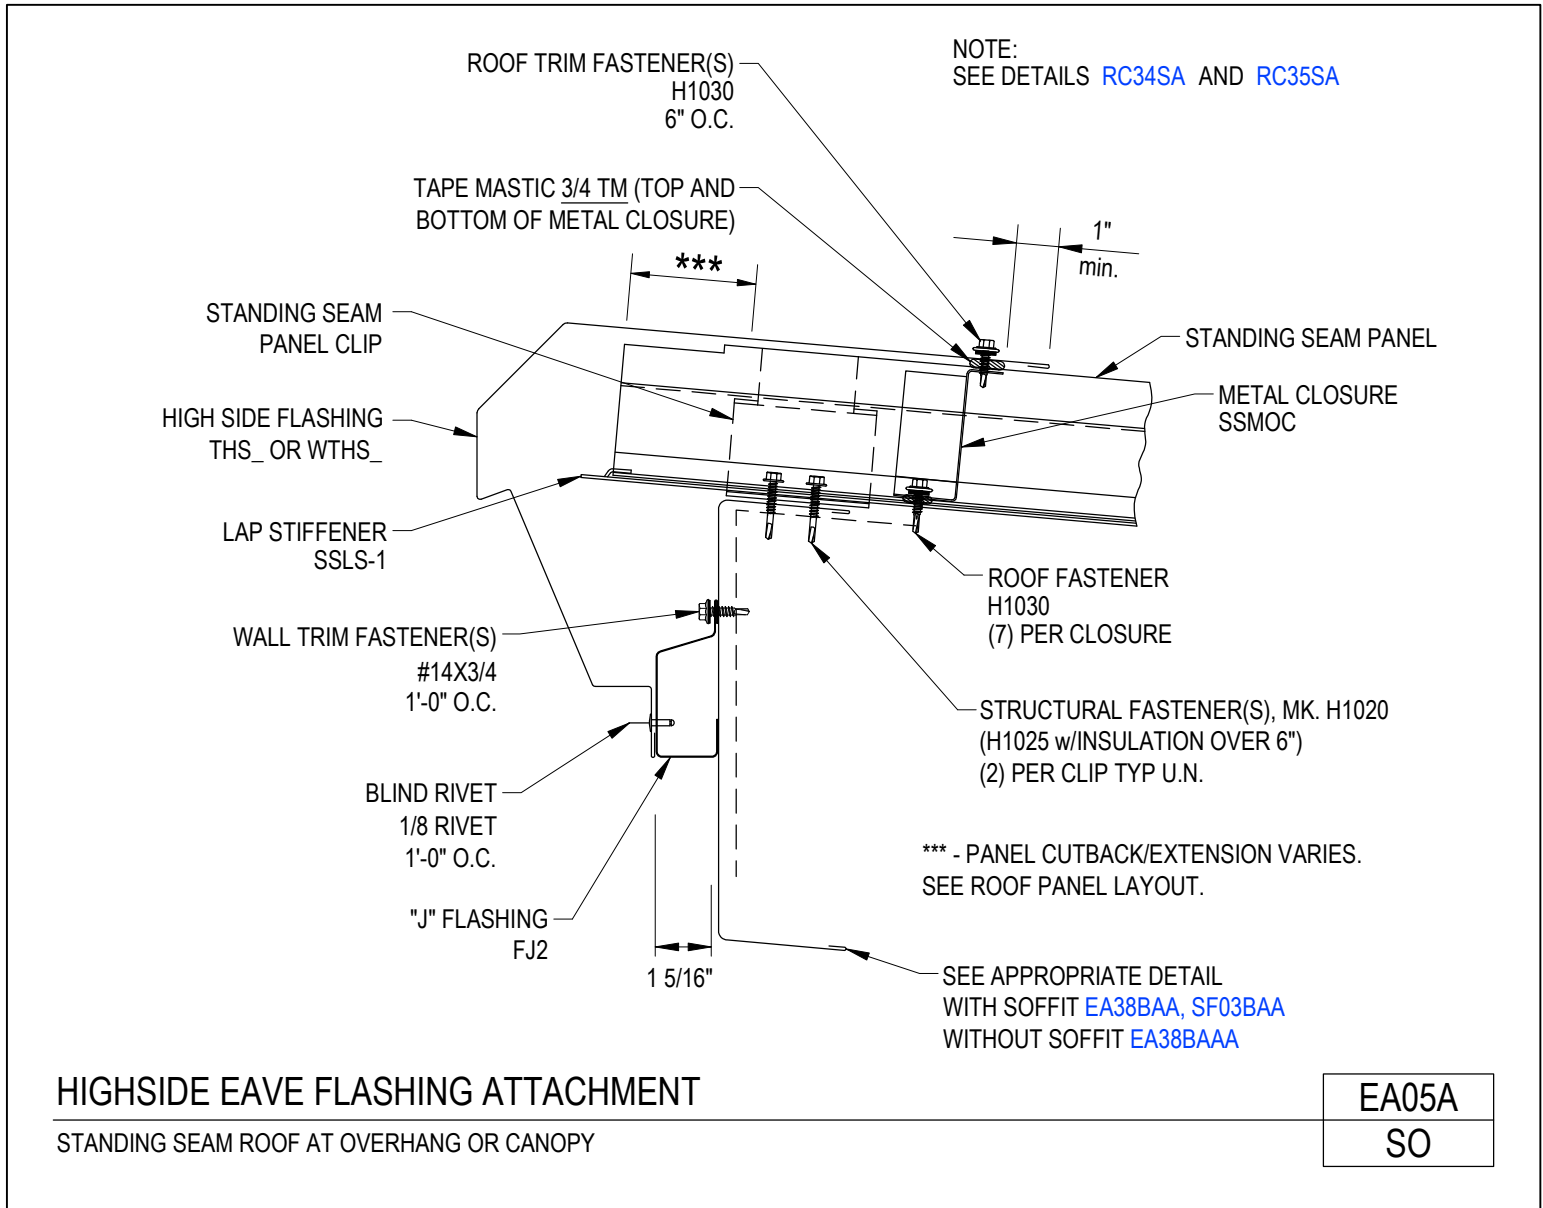 ROOF TRIM FASTENER(S)
H1030
6" O.C.
NOTE:
SEE DETAILS RC34SA AND RC35SA
TAPE MASTIC 3/4 TM (TOP AND
BOTTOM OF METAL CLOSURE)
1"
min.
***
STANDING SEAM
PANEL CLIP
STANDING SEAM PANEL
METAL CLOSURE
SSMOC
HIGH SIDE FLASHING
THS_ OR WTHS_
LAP STIFFENER
SSLS-1
ROOF FASTENER
H1030
(7) PER CLOSURE
WALL TRIM FASTENER(S)
#14X3/4
1'-0" O.C.
STRUCTURAL FASTENER(S), MK. H1020
(H1025 w/INSULATION OVER 6")
(2) PER CLIP TYP U.N.
BLIND RIVET
1/8 RIVET
1'-0" O.C.
*** - PANEL CUTBACK/EXTENSION VARIES.
SEE ROOF PANEL LAYOUT.
"J" FLASHING
FJ2
1 5/16"
SEE APPROPRIATE DETAIL
WITH SOFFIT EA38BAA, SF03BAA
WITHOUT SOFFIT EA38BAAA
HIGHSIDE EAVE FLASHING ATTACHMENT
STANDING SEAM ROOF AT OVERHANG OR CANOPY
EA05A
SO